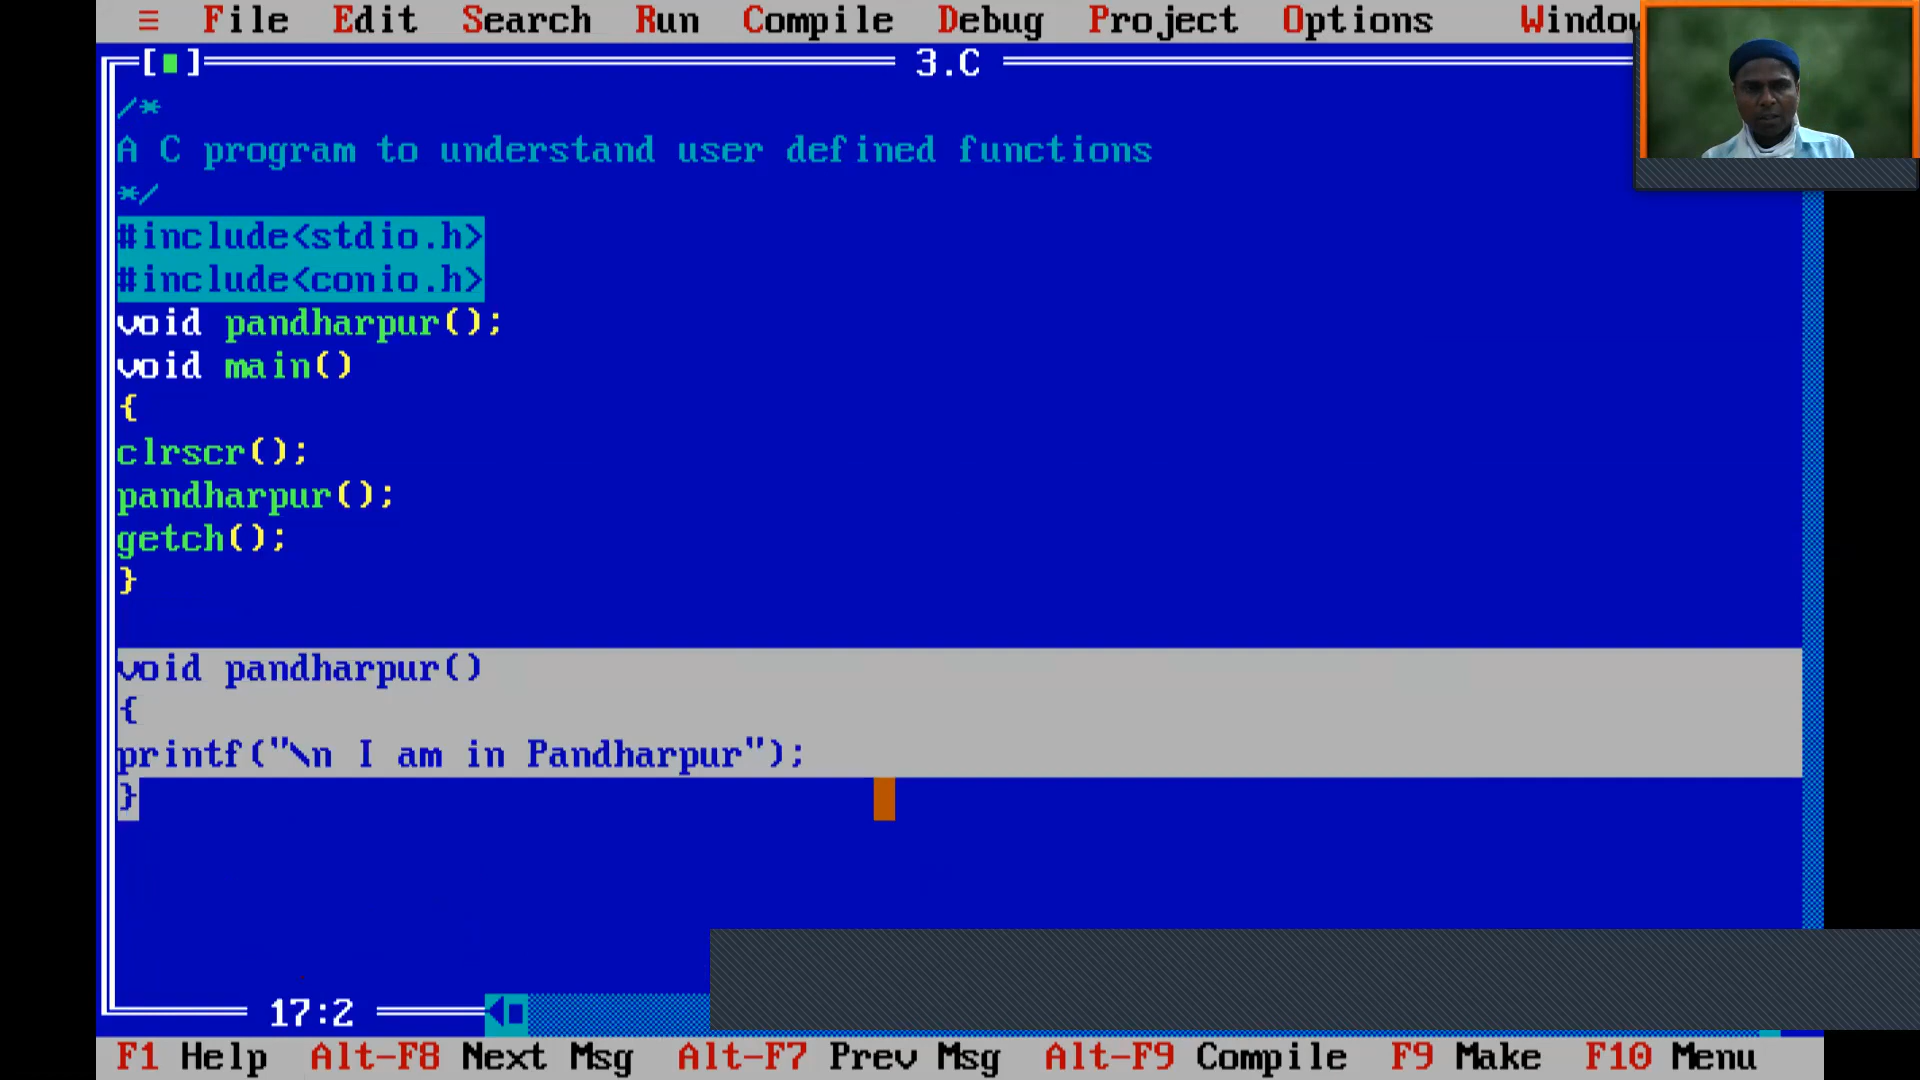 ≡ File Edit Search Run Compile Debug Project Options Window
[■] 3.C
/*
A C program to understand user defined functions
*/
#include<stdio.h>
#include<conio.h>
void pandharpur();
void main()
{
clrscr();
pandharpur();
getch();
}
void pandharpur()
{
printf("\n I am in Pandharpur");
}
17:2
F1 Help Alt-F8 Next Msg Alt-F7 Prev Msg Alt-F9 Compile F9 Make F10 Menu